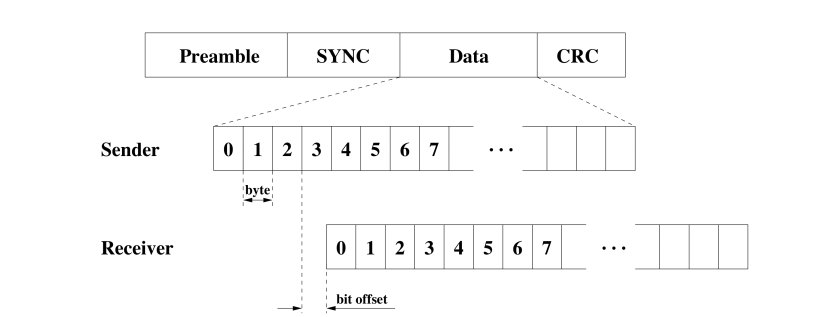 Preamble SYNC Data CRC
Sender 0 1 2 3 4 5 6 7 ...
byte
Receiver 0 1 2 3 4 5 6 7 ...
bit offset